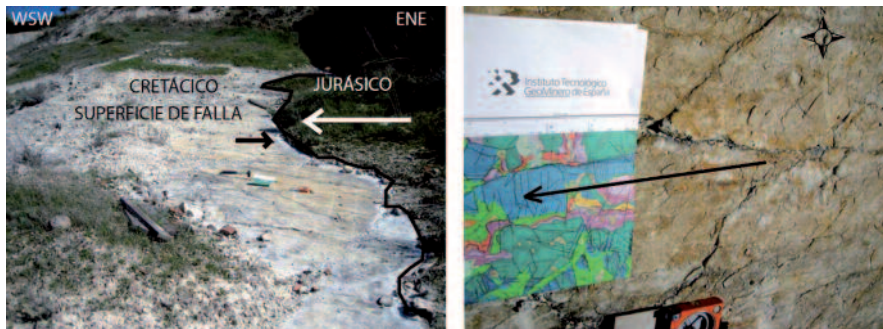 WSW
ENE
CRETÁCICO
JURÁSICO
SUPERFICIE DE FALLA
Instituto Tecnológico
GeoMinero de España